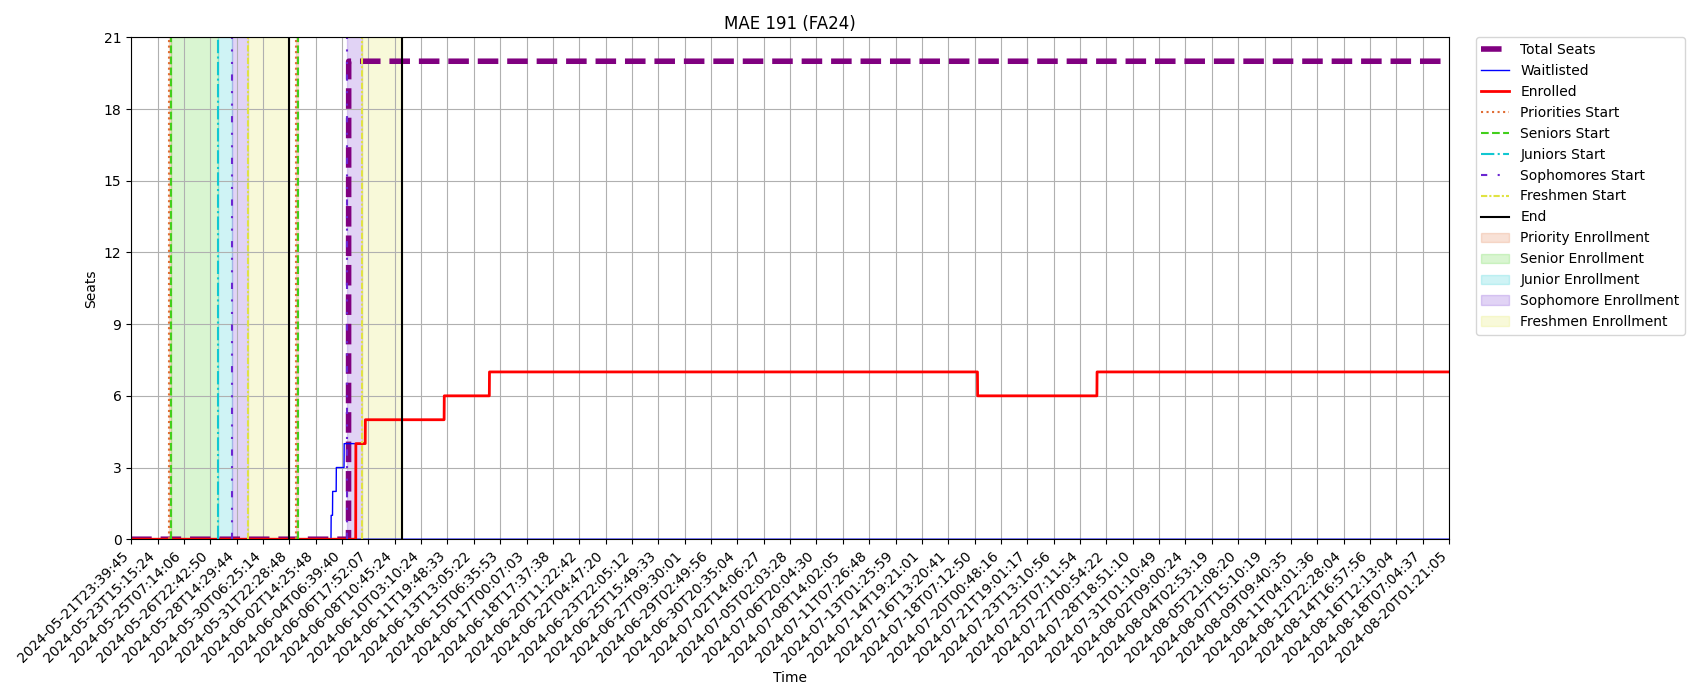 MAE 191 (FA24)
Seats
21
18
15
12
9
6
3
0
2024-05-21T23:39:45
2024-05-23T15:15:24
2024-05-25T07:14:06
2024-05-26T22:42:50
2024-05-28T14:29:44
2024-05-30T06:25:14
2024-05-31T22:28:48
2024-06-02T14:25:48
2024-06-04T06:39:40
2024-06-06T17:52:07
2024-06-08T10:45:24
2024-06-10T03:10:24
2024-06-11T19:48:33
2024-06-13T13:05:22
2024-06-15T06:35:53
2024-06-17T00:07:03
2024-06-18T17:37:38
2024-06-20T11:22:42
2024-06-22T04:47:20
2024-06-23T22:05:12
2024-06-25T15:49:33
2024-06-27T09:30:01
2024-06-29T02:49:56
2024-06-30T20:35:04
2024-07-02T14:06:27
2024-07-05T02:03:28
2024-07-06T20:04:30
2024-07-08T14:02:05
2024-07-11T07:26:48
2024-07-13T01:25:59
2024-07-14T19:21:01
2024-07-16T13:20:41
2024-07-18T07:12:50
2024-07-20T00:48:16
2024-07-21T19:01:17
2024-07-23T13:10:56
2024-07-25T07:11:54
2024-07-27T00:54:22
2024-07-28T18:51:10
2024-07-31T01:10:49
2024-08-02T09:00:24
2024-08-04T02:53:19
2024-08-05T21:08:20
2024-08-07T15:10:19
2024-08-09T09:40:35
2024-08-11T04:01:36
2024-08-12T22:28:04
2024-08-14T16:57:56
2024-08-16T12:13:04
2024-08-18T07:04:37
2024-08-20T01:21:05
Time
Total Seats
Waitlisted
Enrolled
Priorities Start
Seniors Start
Juniors Start
Sophomores Start
Freshmen Start
End
Priority Enrollment
Senior Enrollment
Junior Enrollment
Sophomore Enrollment
Freshmen Enrollment